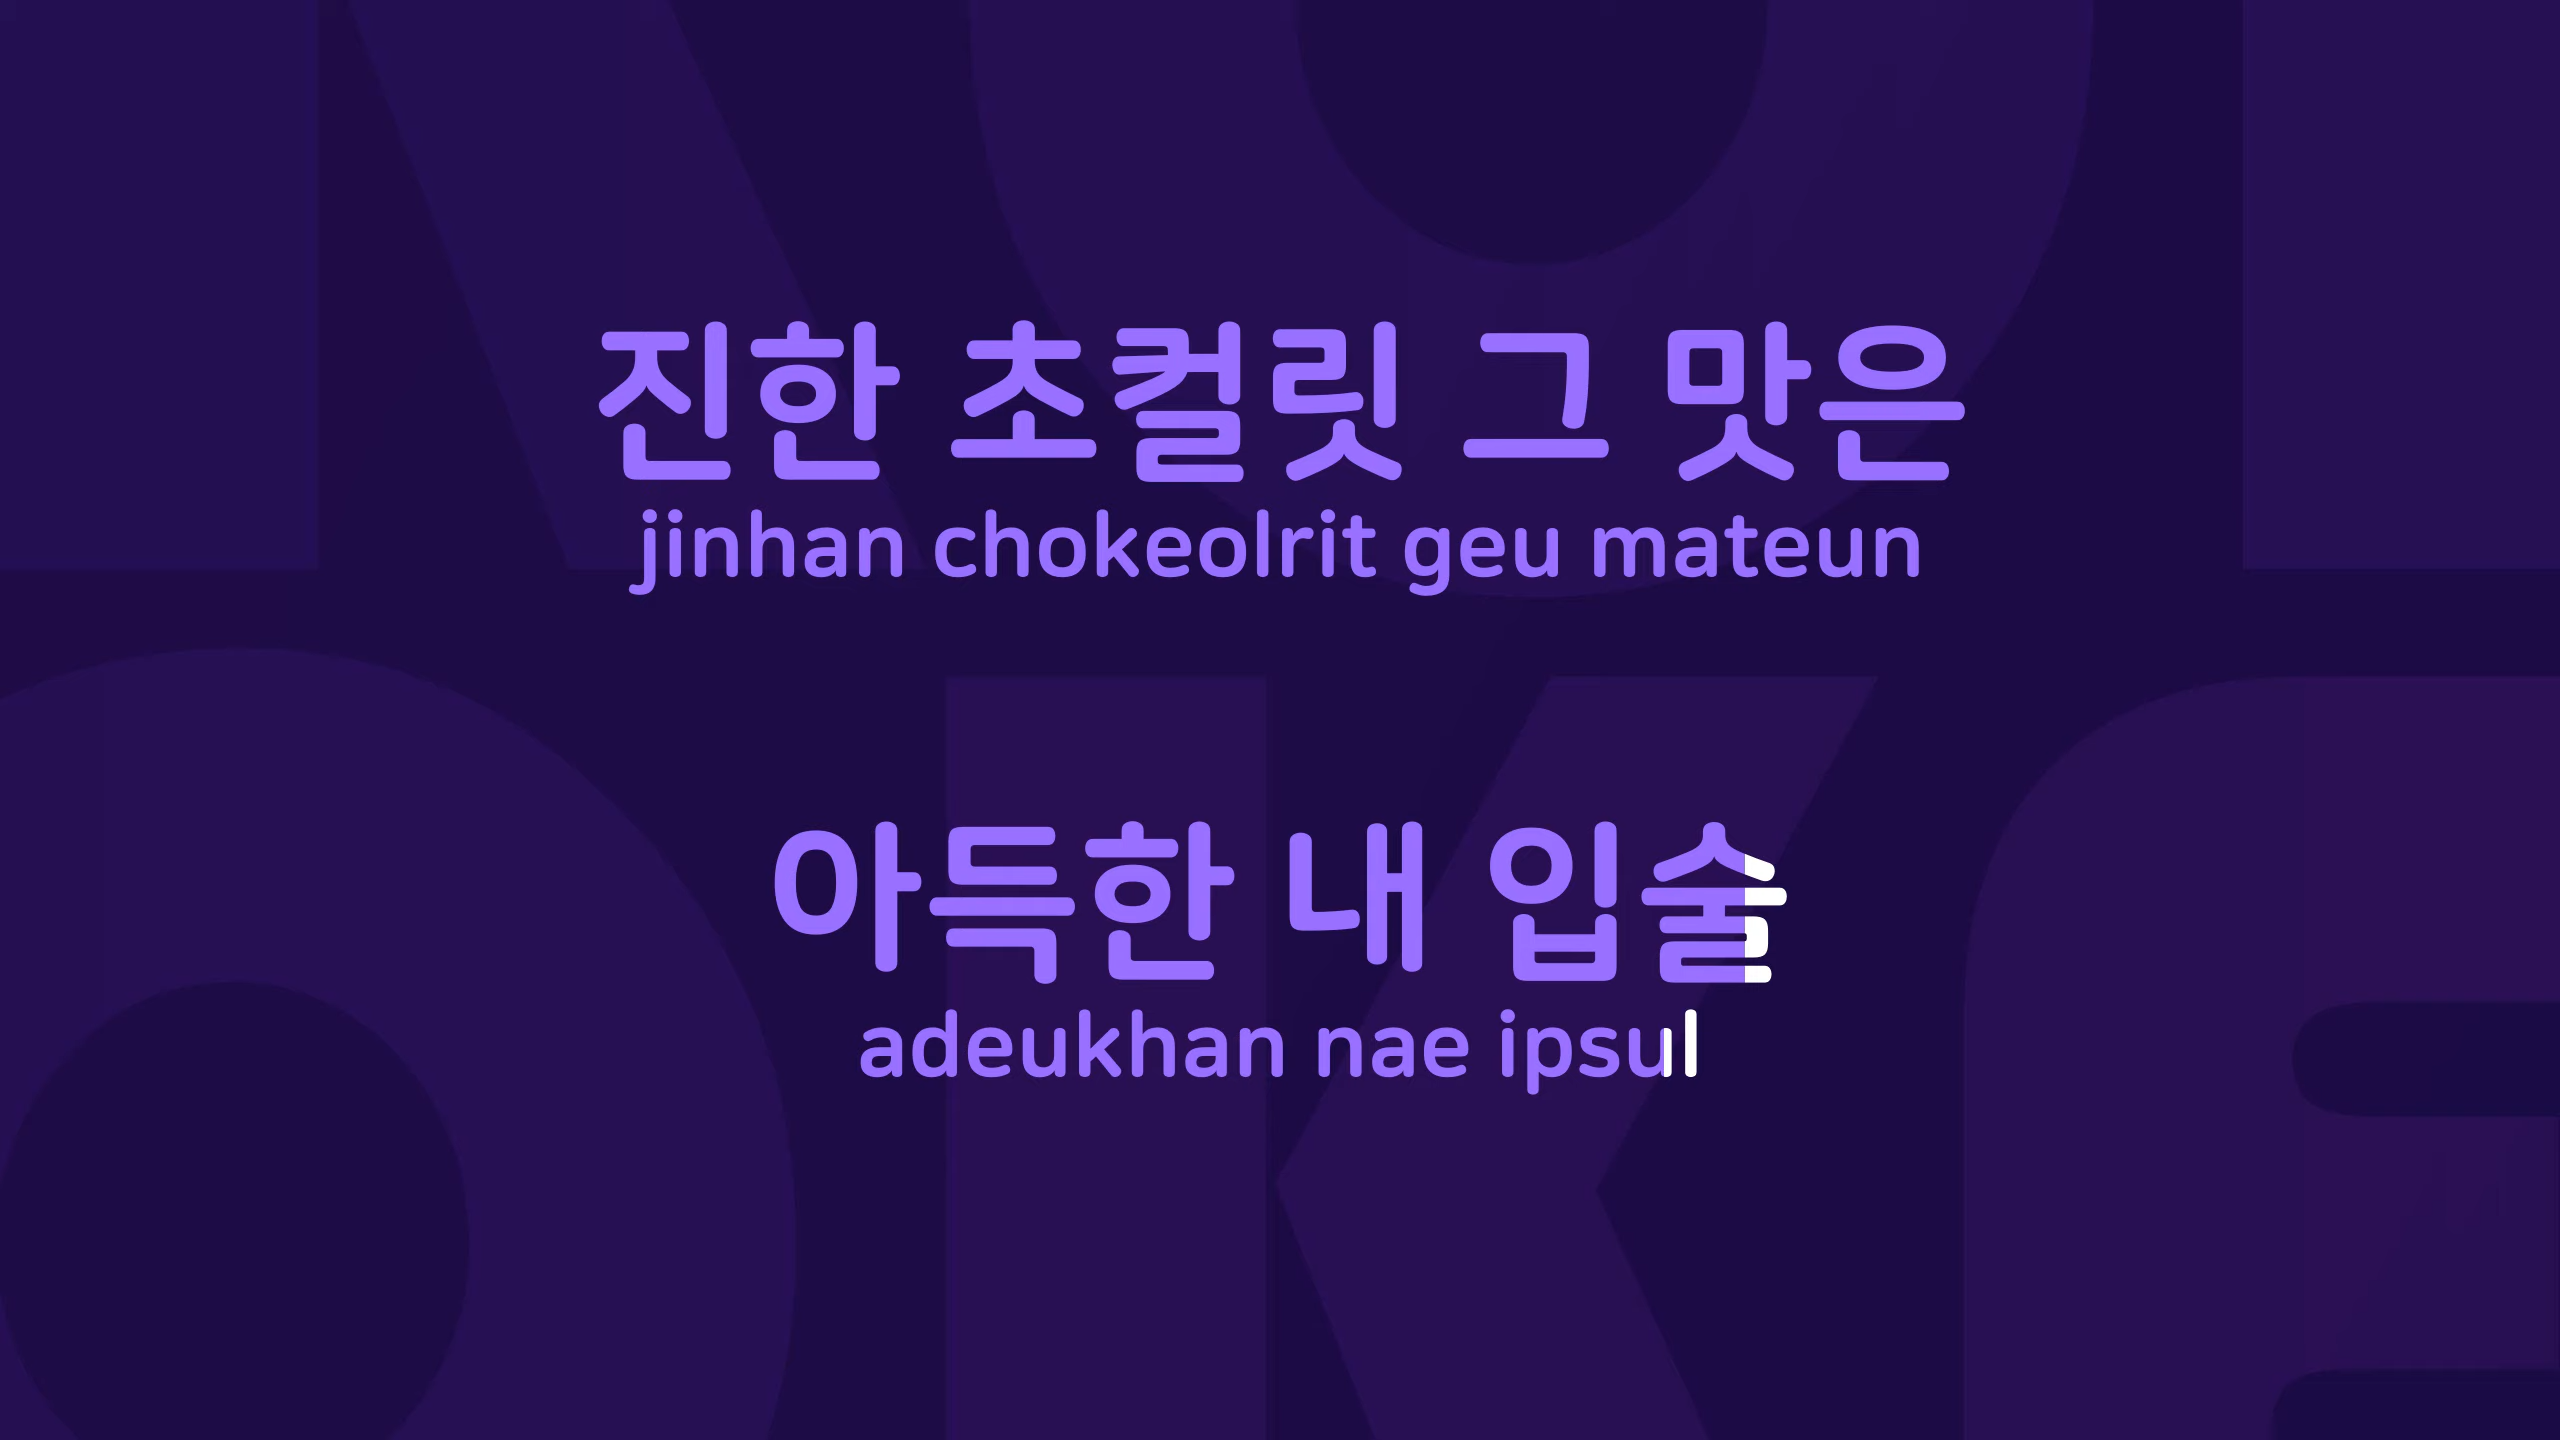 진한 초컬릿 그 맛은
jinhan chokeolrit geu mateun
아득한 내 입술
adeukhan nae ipsul